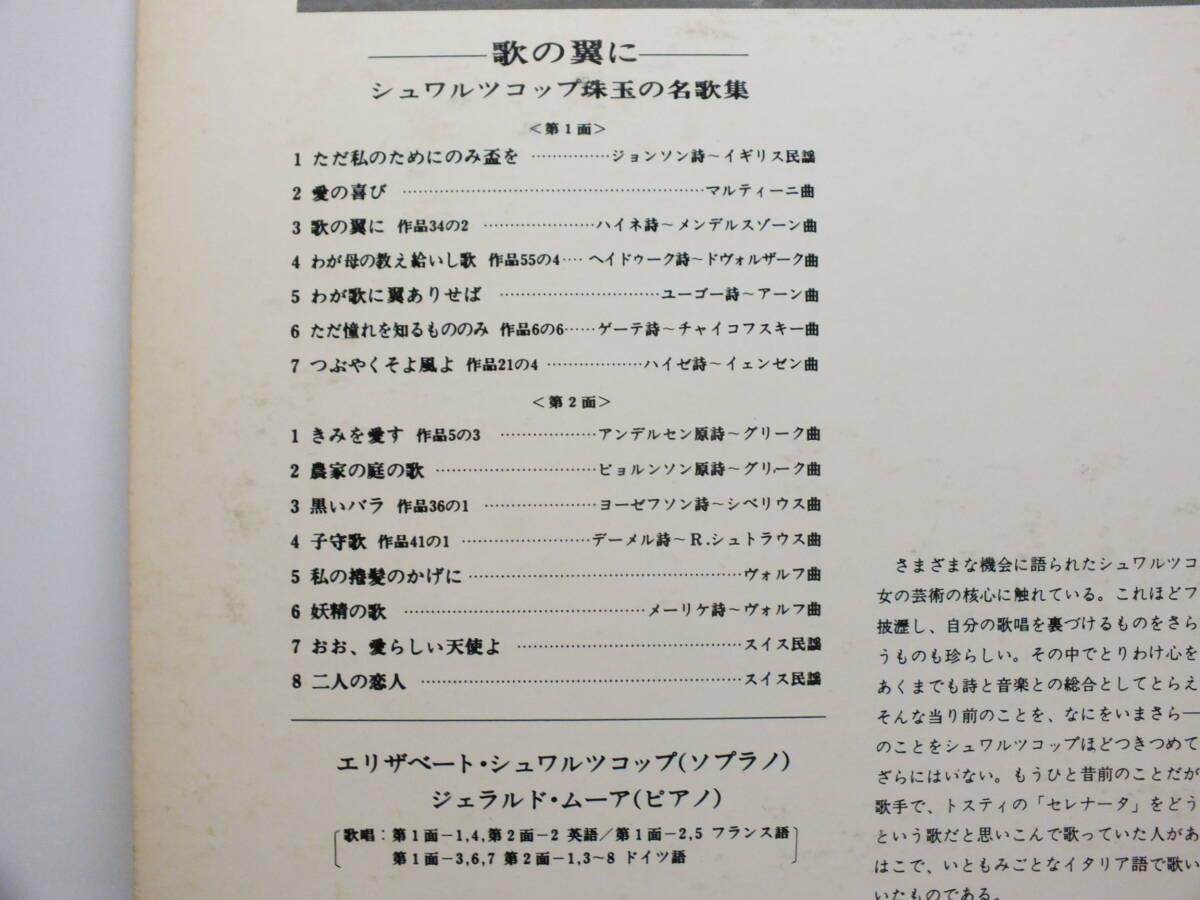 歌の翼に
シュワルツコップ珠玉の名歌集
<第1面>
1 ただ私のためにのみ盃を ……………ジョンソン詩~イギリス民謡
2 愛の喜び ……………………………………………………マルティーニ曲
3 歌の翼に 作品34の2 …………………ハイネ詩~メンデルスゾーン曲
4 わが母の教え給いし歌 作品55の4‥‥ ヘイドゥーク詩~ドヴォルザーク曲
5 わが歌に翼ありせば …………………………ユーゴー詩~アーン曲
6 ただ憧れを知るもののみ 作品6の6……ゲーテ詩~チャイコフスキー曲
7 つぶやくそよ風よ 作品21の4 ………………ハイゼ詩~イェンゼン曲
<第2面>
1 きみを愛す 作品5の3 ………………アンデルセン原詩~グリーク曲
2 農家の庭の歌 …………………………ビョルンソン原詩~グリーク曲
3 黒いバラ 作品36の1 …………………ヨーゼフソン詩~シベリウス曲
4 子守歌 作品41の1 ……………………デーメル詩~R.シュトラウス曲
5 私の捲髪のかげに ……………………………………………ヴォルフ曲
6 妖精の歌 ………………………………………メーリケ詩~ヴォルフ曲
7 おお、愛らしい天使よ ……………………………………スイス民謡
8 二人の恋人 ……………………………………………………スイス民謡
エリザベート・シュワルツコップ(ソプラノ)
ジェラルド・ムーア(ピアノ)
歌唱:第1面-1,4,第2面-2 英語/第1面-2,5 フランス語
第1面-3,6,7 第2面-1,3~8 ドイツ語
さまざまな機会に語られたシュワルツコ
女の芸術の核心に触れている。これほどフ
披瀝し、自分の歌唱を裏づけるものをさら
うものも珍らしい。その中でとりわけ心を
あくまでも詩と音楽との総合としてとらえ
そんな当り前のことを、なにをいまさら―
のことをシュワルツコップほどつきつめて
ざらにはいない。もうひと昔前のことだが
歌手で、トスティの「セレナータ」をどう
という歌だと思いこんで歌っていた人があ
はこで、いともみごとなイタリア語で歌い
いたものである。